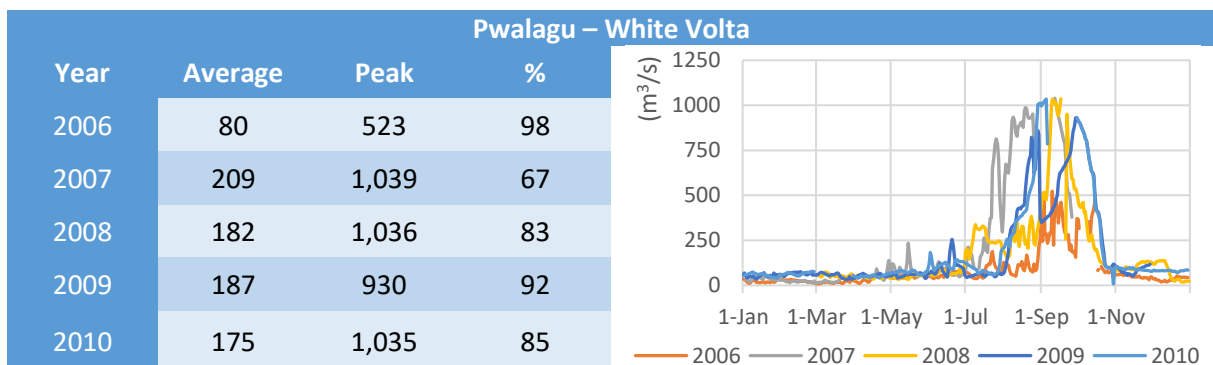 Pwalagu – White Volta
Year Average Peak %
2006 80 523 98
2007 209 1,039 67
2008 182 1,036 83
2009 187 930 92
2010 175 1,035 85
(m³/s)
1250
1000
750
500
250
0
1-Jan 1-Mar 1-May 1-Jul 1-Sep 1-Nov
2006 2007 2008 2009 2010